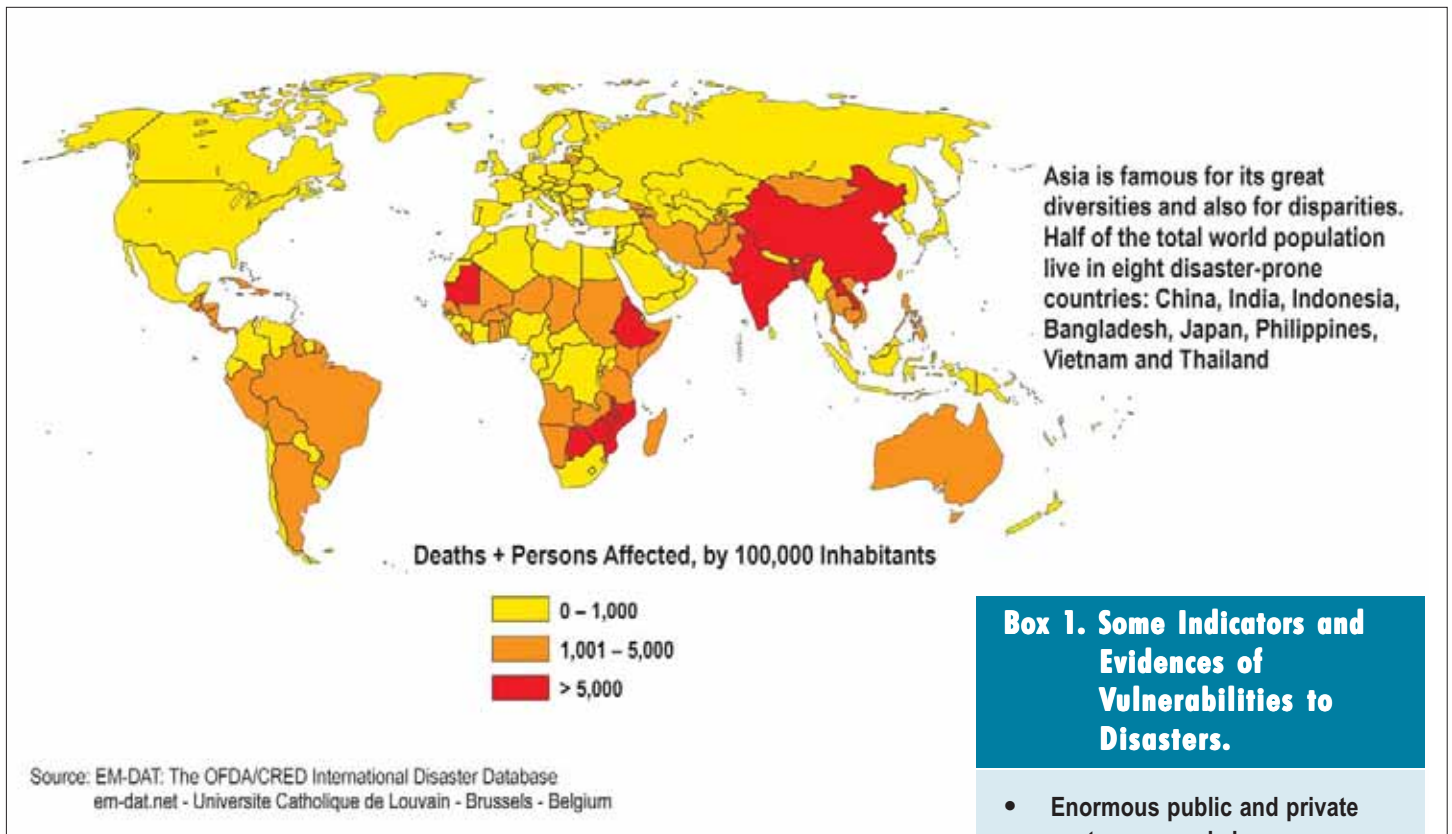 Asia is famous for its great
diversities and also for disparities.
Half of the total world population
live in eight disaster-prone
countries: China, India, Indonesia,
Bangladesh, Japan, Philippines,
Vietnam and Thailand
Deaths + Persons Affected, by 100,000 Inhabitants
0 – 1,000
1,001 – 5,000
> 5,000
Source: EM-DAT: The OFDA/CRED International Disaster Database
em-dat.net - Universite Catholique de Louvain - Brussels - Belgium
Box 1. Some Indicators and
Evidences of
Vulnerabilities to
Disasters.
• Enormous public and private